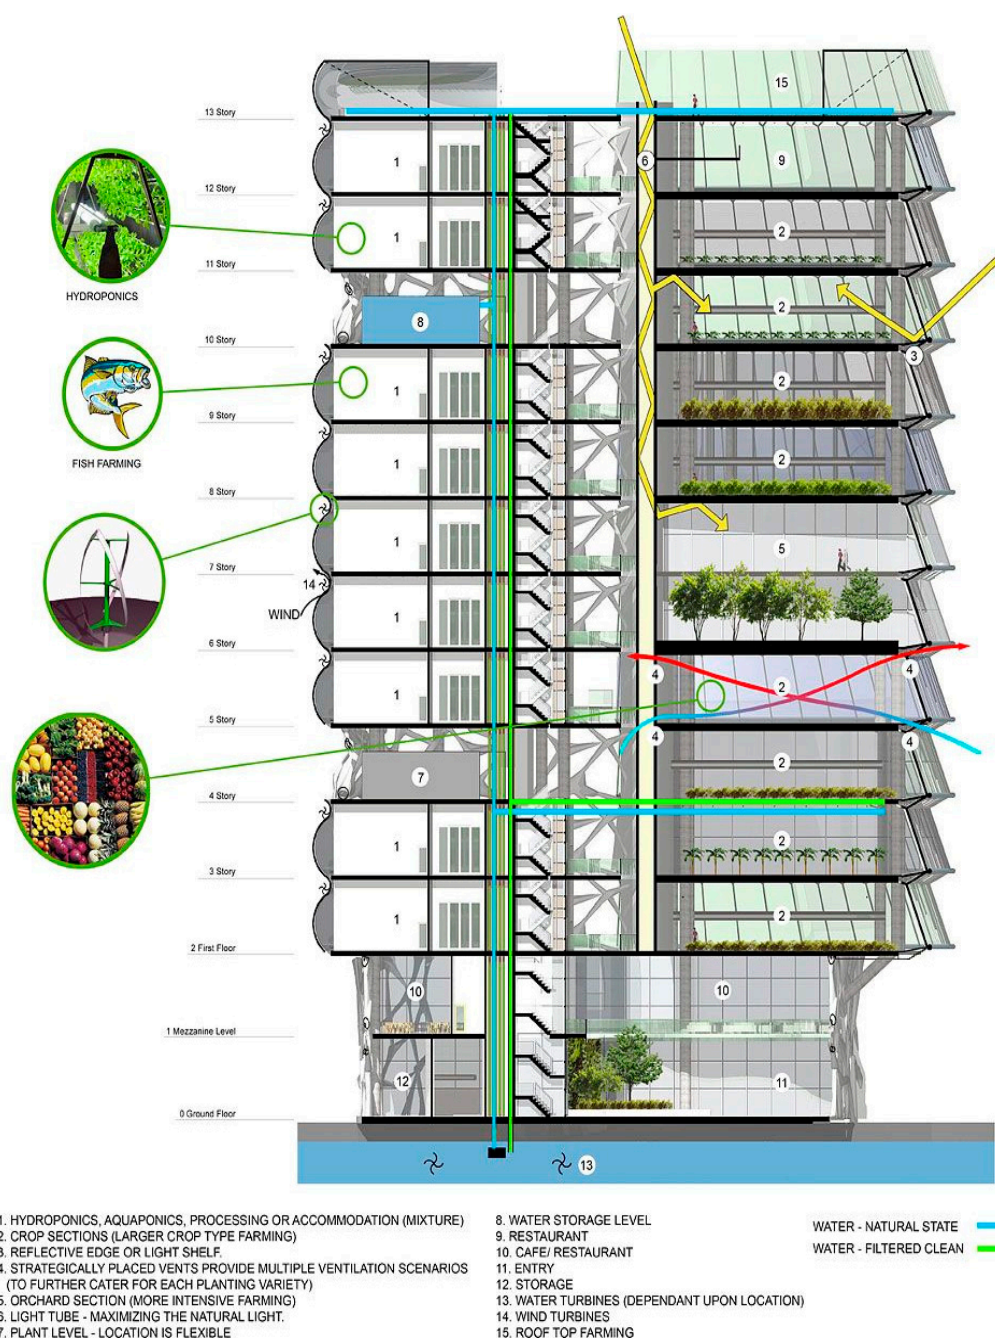 15
13 Story
1
6
9
12 Story
1
2
11 Story
HYDROPONICS
8
2
10 Story
3
1
2
9 Story
FISH FARMING
1
2
8 Story
1
5
7 Story
14
WIND
1
6 Story
1
4
2
4
5 Story
4
4
7
2
4 Story
1
2
3 Story
1
2
2 First Floor
10
10
1 Mezzanine Level
12
11
0 Ground Floor
13
1. HYDROPONICS, AQUAPONICS, PROCESSING OR ACCOMMODATION (MIXTURE)
2. CROP SECTIONS (LARGER CROP TYPE FARMING)
3. REFLECTIVE EDGE OR LIGHT SHELF.
4. STRATEGICALLY PLACED VENTS PROVIDE MULTIPLE VENTILATION SCENARIOS
(TO FURTHER CATER FOR EACH PLANTING VARIETY)
5. ORCHARD SECTION (MORE INTENSIVE FARMING)
6. LIGHT TUBE - MAXIMIZING THE NATURAL LIGHT.
7. PLANT LEVEL - LOCATION IS FLEXIBLE
8. WATER STORAGE LEVEL
9. RESTAURANT
10. CAFE/ RESTAURANT
11. ENTRY
12. STORAGE
13. WATER TURBINES (DEPENDANT UPON LOCATION)
14. WIND TURBINES
15. ROOF TOP FARMING
WATER - NATURAL STATE
WATER - FILTERED CLEAN